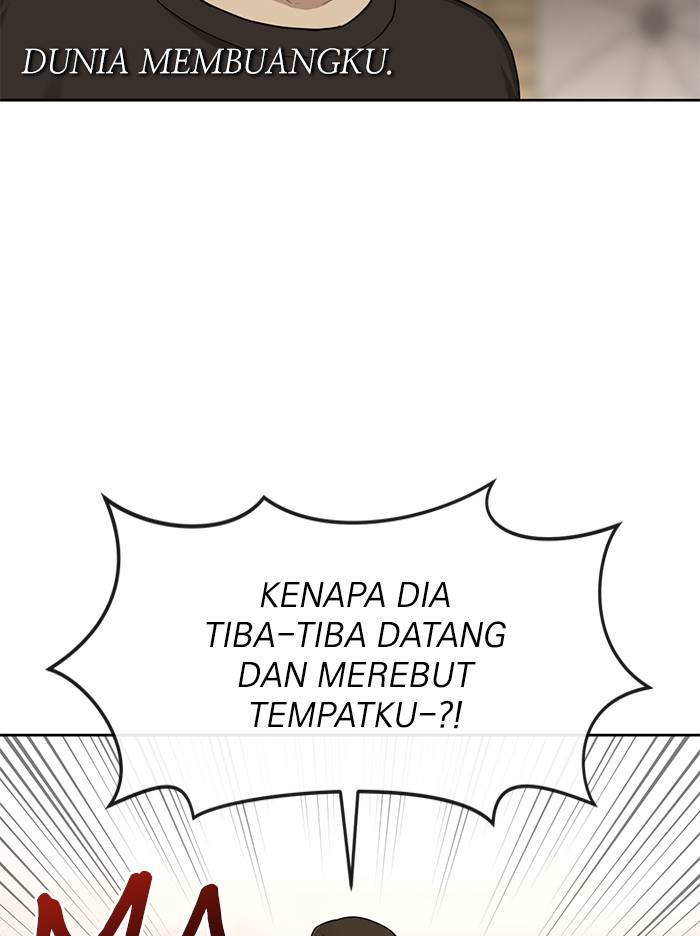 DUNIA MEMBUANGKU.
KENAPA DIA
TIBA-TIBA DATANG
DAN MEREBUT
TEMPATKU-?!